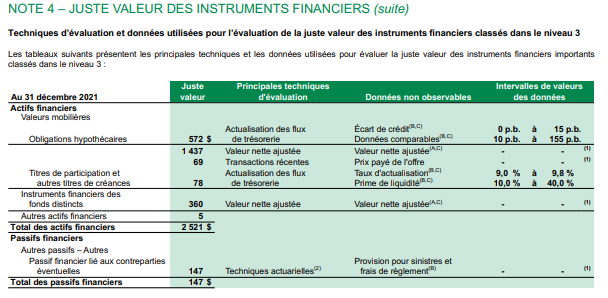 NOTE 4 – JUSTE VALEUR DES INSTRUMENTS FINANCIERS (suite)
Techniques d'évaluation et données utilisées pour l'évaluation de la juste valeur des instruments financiers classés dans le niveau 3
Les tableaux suivants présentent les principales techniques et les données utilisées pour évaluer la juste valeur des instruments financiers importants
classés dans le niveau 3 :
Juste Principales techniques Intervalles de valeurs
Au 31 décembre 2021 valeur d'évaluation Données non observables des données
Actifs financiers
Valeurs mobilières
Actualisation des flux Écart de crédit(B,C) 0 p.b. à 15 p.b.
Obligations hypothécaires 572 $ de trésorerie Données comparables(B,C) 10 p.b. à 155 p.b.
1 437 Valeur nette ajustée Valeur nette ajustée(A,C) - - (1)
69 Transactions récentes Prix payé de l'offre - - (1)
Titres de participation et Actualisation des flux Taux d'actualisation(B,C) 9,0 % à 9,8 %
autres titres de créances 78 de trésorerie Prime de liquidité(B,C) 10,0 % à 40,0 %
Instruments financiers des
fonds distincts 360 Valeur nette ajustée Valeur nette ajustée(A,C) - - (1)
Autres actifs financiers 5
Total des actifs financiers 2 521 $
Passifs financiers
Autres passifs – Autres
Passif financier lié aux contreparties Provision pour sinistres et
éventuelles 147 Techniques actuarielles(2) frais de règlement(B) - - (1)
Total des passifs financiers 147 $